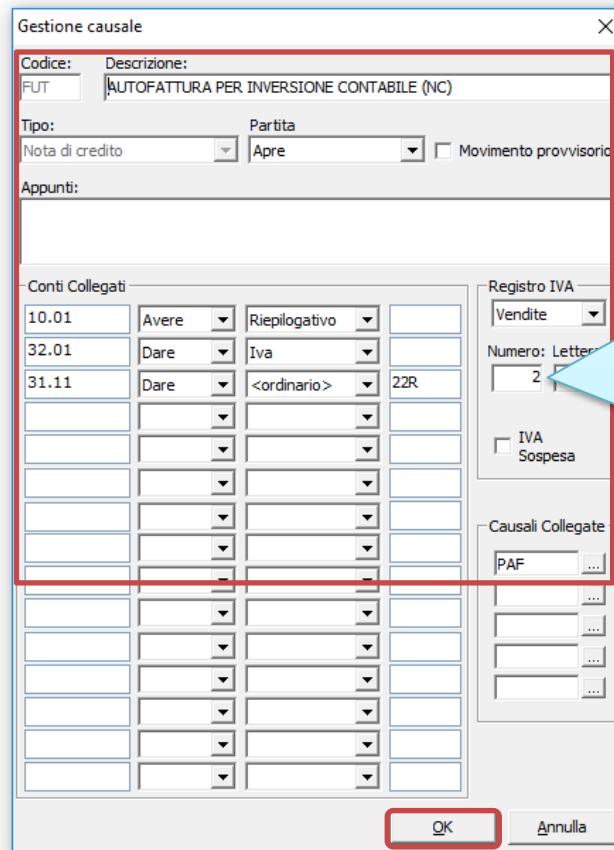 Gestione causale
Codice: Descrizione:
FUT AUTOFATTURA PER INVERSIONE CONTABILE (NC)
Tipo: Partita
Nota di credito Apre Movimento provvisorio
Appunti:
Conti Collegati Registro IVA
10.01 Avere Riepilogativo Vendite
32.01 Dare Iva Numero: Lettera
31.11 Dare <ordinario> 22R 2
IVA
Sospesa
Causali Collegate
PAF ...
...
...
...
...
OK Annulla